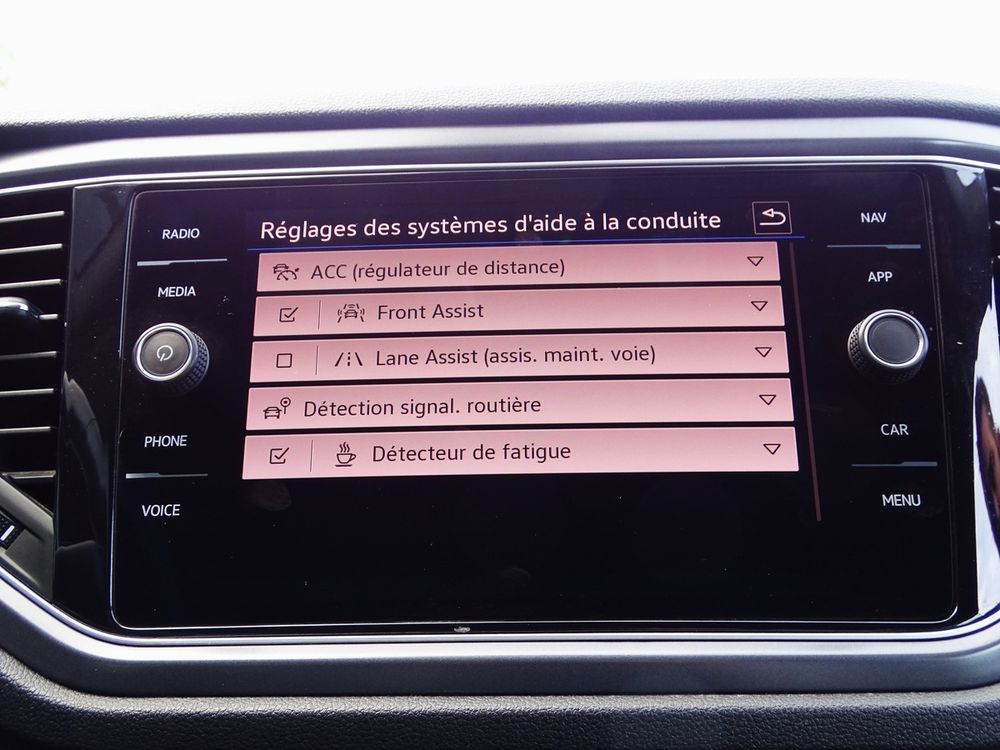 RADIO
MEDIA
PHONE
VOICE
Réglages des systèmes d'aide à la conduite
ACC (régulateur de distance)
Front Assist
Lane Assist (assis. maint. voie)
Détection signal. routière
Détecteur de fatigue
NAV
APP
CAR
MENU